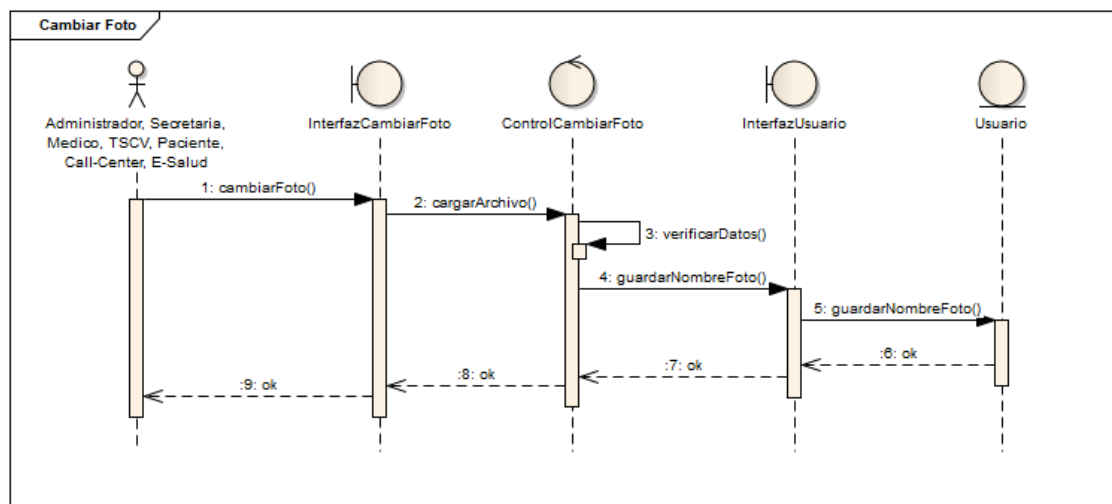 Cambiar Foto
Administrador, Secretaria,
Medico, TSCV, Paciente,
Call-Center, E-Salud
InterfazCambiarFoto
ControlCambiarFoto
InterfazUsuario
Usuario
1: cambiarFoto()
2: cargarArchivo()
3: verificarDatos()
4: guardarNombreFoto()
5: guardarNombreFoto()
:6: ok
:7: ok
:8: ok
:9: ok